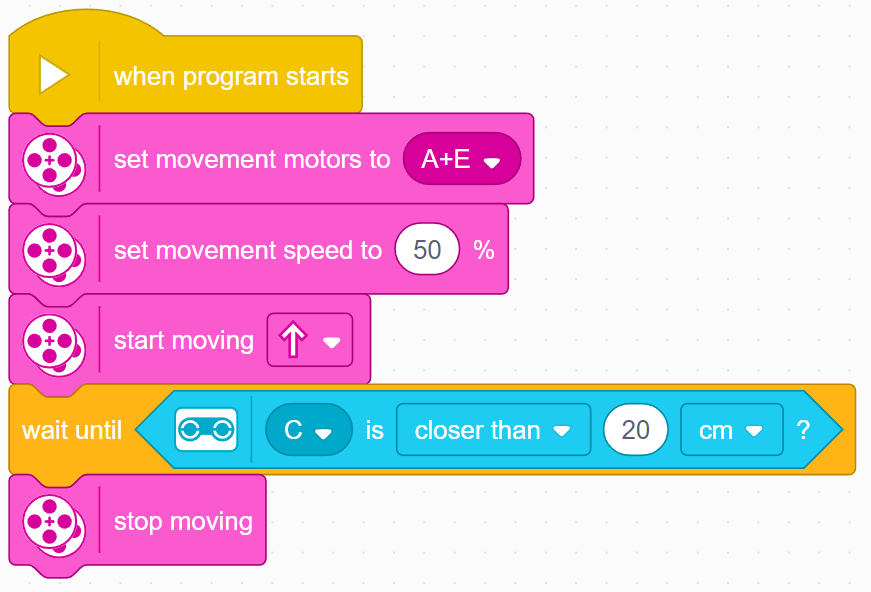 when program starts
set movement motors to A+E
set movement speed to 50 %
start moving
wait until C is closer than 20 cm ?
stop moving